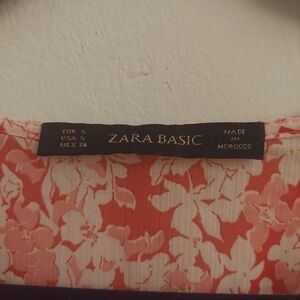 EUR S
USA S
MEX 26
ZARA BASIC
MADE IN
MOROCCO